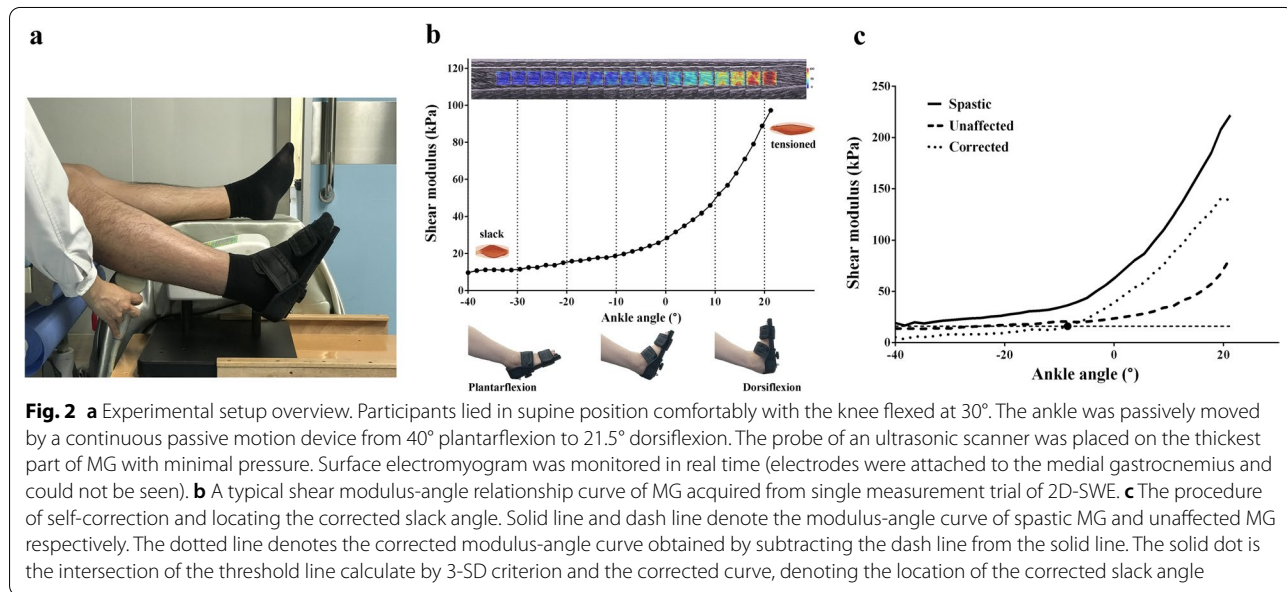 a
b
c
120
100
80
60
40
20
0
Shear modulus (kPa)
slack
tensioned
-40 -30 -20 -10 0 10 20
Ankle angle (°)
Plantarflexion
Dorsiflexion
250
200
150
100
50
0
Shear modulus (kPa)
Spastic
Unaffected
Corrected
-40 -20 0 20
Ankle angle (°)
Fig. 2 a Experimental setup overview. Participants lied in supine position comfortably with the knee flexed at 30°. The ankle was passively moved
by a continuous passive motion device from 40° plantarflexion to 21.5° dorsiflexion. The probe of an ultrasonic scanner was placed on the thickest
part of MG with minimal pressure. Surface electromyogram was monitored in real time (electrodes were attached to the medial gastrocnemius and
could not be seen). b A typical shear modulus-angle relationship curve of MG acquired from single measurement trial of 2D-SWE. c The procedure
of self-correction and locating the corrected slack angle. Solid line and dash line denote the modulus-angle curve of spastic MG and unaffected MG
respectively. The dotted line denotes the corrected modulus-angle curve obtained by subtracting the dash line from the solid line. The solid dot is
the intersection of the threshold line calculate by 3-SD criterion and the corrected curve, denoting the location of the corrected slack angle